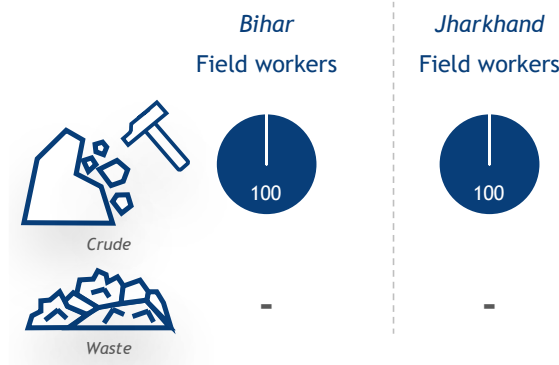 Bihar
Jharkhand
Field workers
Field workers
100
100
Crude
-
-
Waste